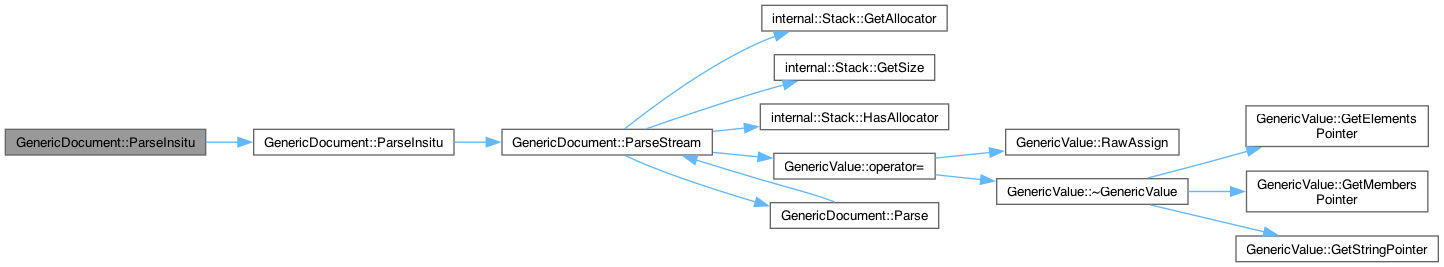 GenericDocument::ParseInsitu
GenericDocument::ParseInsitu
GenericDocument::ParseStream
internal::Stack::GetAllocator
internal::Stack::GetSize
internal::Stack::HasAllocator
GenericValue::operator=
GenericDocument::Parse
GenericValue::RawAssign
GenericValue::~GenericValue
GenericValue::GetElements
Pointer
GenericValue::GetMembers
Pointer
GenericValue::GetStringPointer